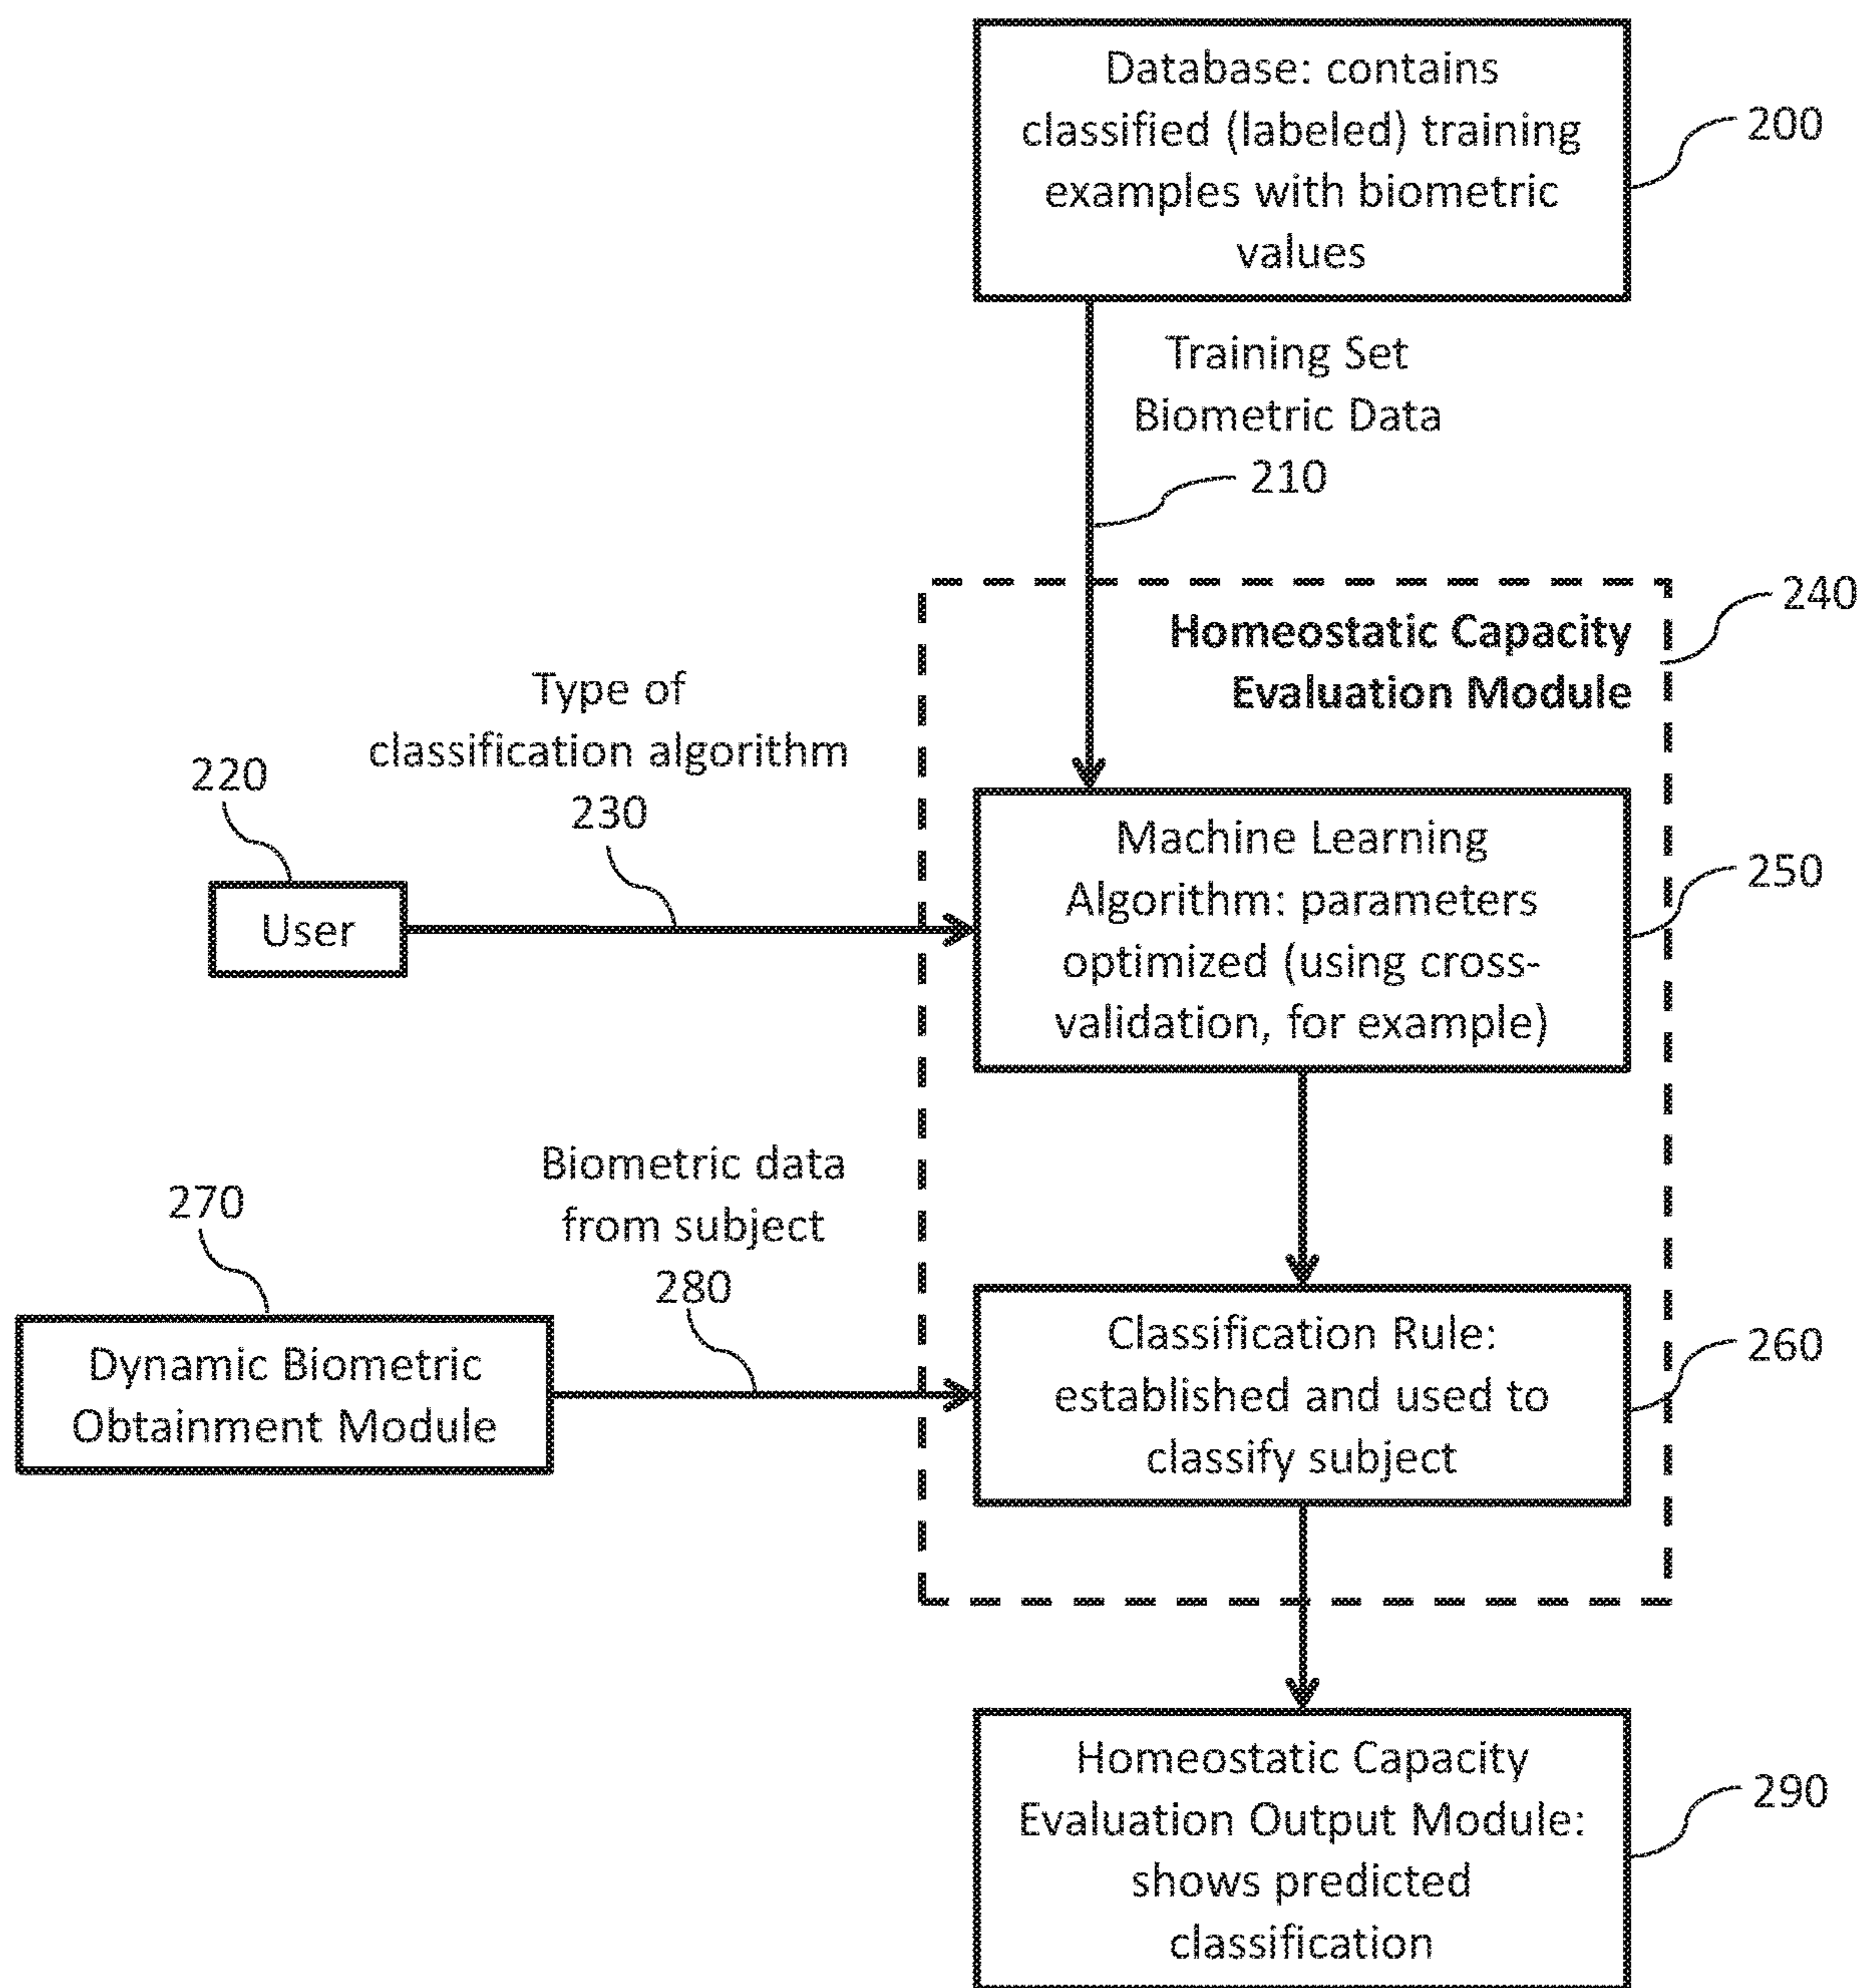 Database: contains
classified (labeled) training
examples with biometric
values
200
Training Set
Biometric Data
210
240
Homeostatic Capacity
Evaluation Module
Type of
classification algorithm
230
220
User
Machine Learning
Algorithm: parameters
optimized (using cross-
validation, for example)
250
Biometric data
from subject
280
270
Dynamic Biometric
Obtainment Module
Classification Rule:
established and used to
classify subject
260
Homeostatic Capacity
Evaluation Output Module:
shows predicted
classification
290